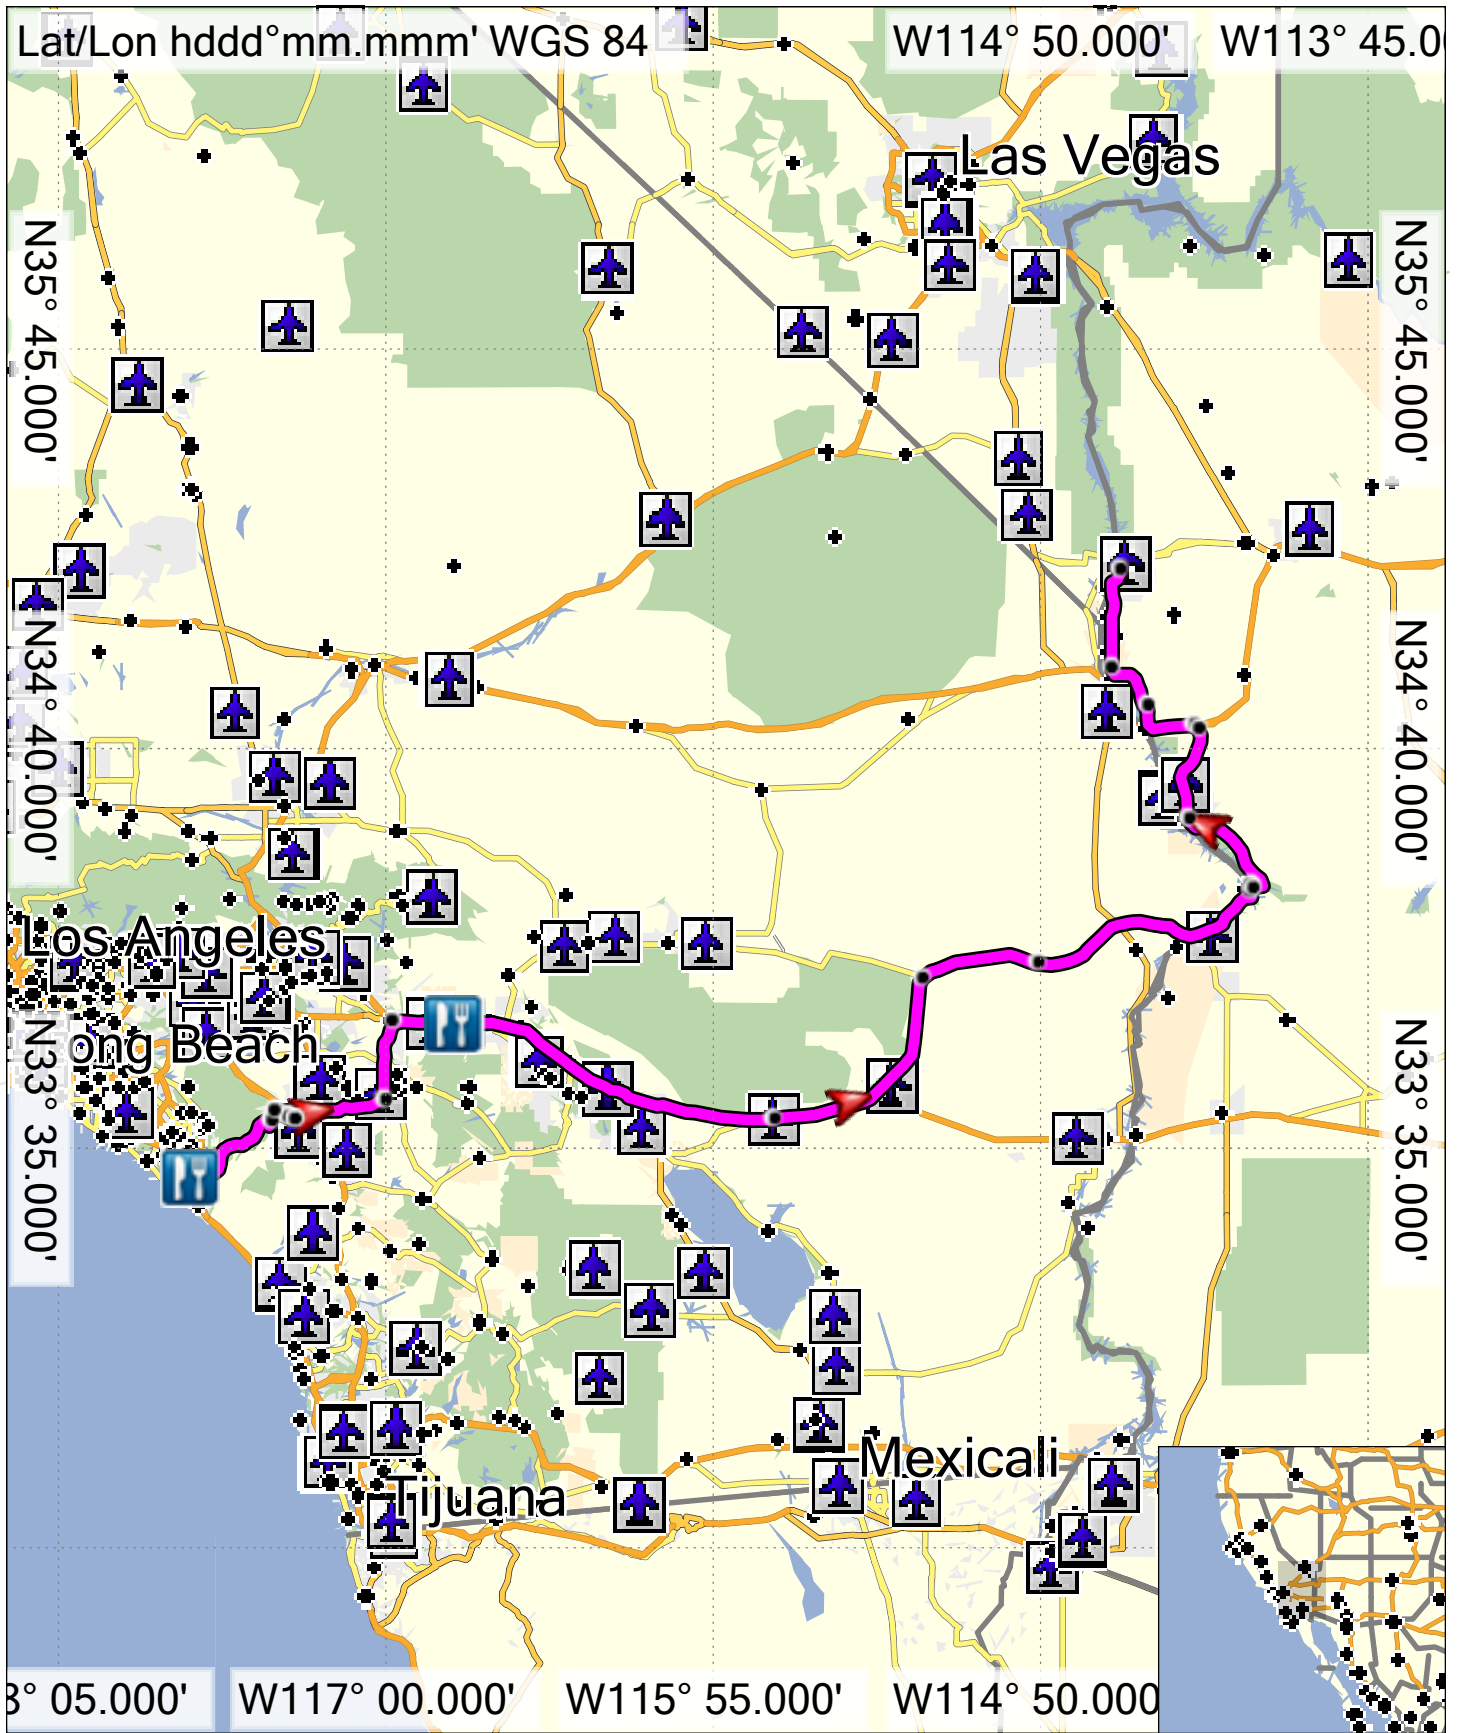 Lat/Lon hddd°mm.mmm' WGS 84
W114° 50.000'
W113° 45.0
Las Vegas
N35° 45.000'
N35° 45.000'
N34° 40.000'
N34° 40.000'
Los Angeles
ong Beach
N33° 35.000'
N33° 35.000'
Mexicali
Tijuana
8° 05.000'
W117° 00.000'
W115° 55.000'
W114° 50.000